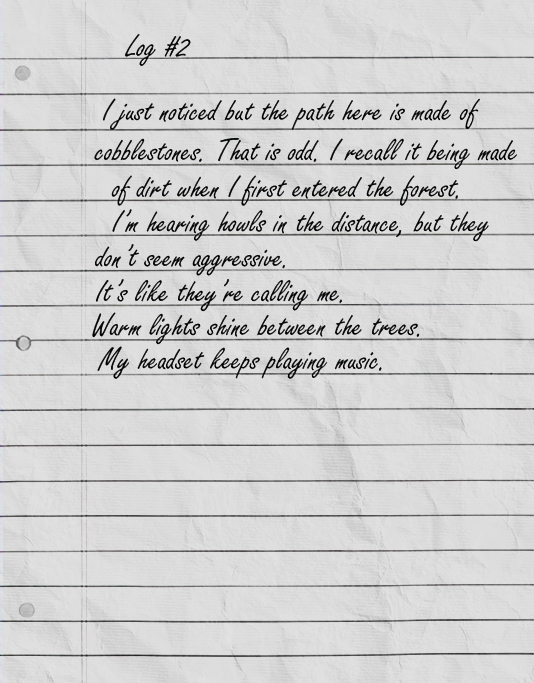 Log #2
I just noticed but the path here is made of
cobblestones. That is odd. I recall it being made
of dirt when I first entered the forest.
I'm hearing howls in the distance, but they
don't seem aggressive.
It's like they're calling me.
Warm lights shine between the trees.
My headset keeps playing music.